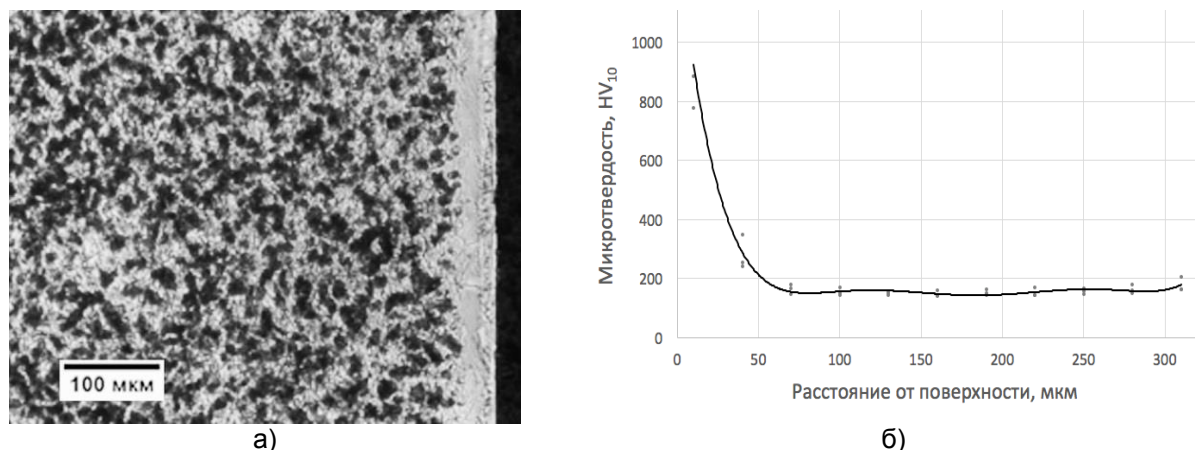 100 мкм
а)
Микротвердость, HV10
1000
800
600
400
200
0
0 50 100 150 200 250 300
Расстояние от поверхности, мкм
б)